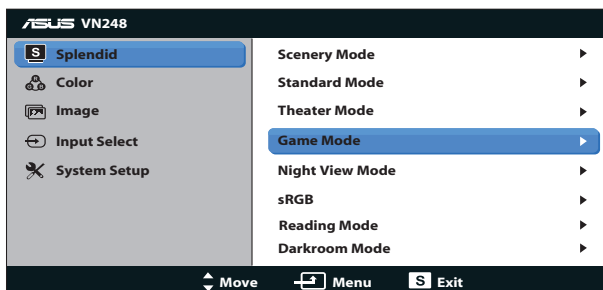 ASUS VN248
S Splendid
Color
Image
Input Select
System Setup
Scenery Mode
Standard Mode
Theater Mode
Game Mode
Night View Mode
sRGB
Reading Mode
Darkroom Mode
Move Menu S Exit